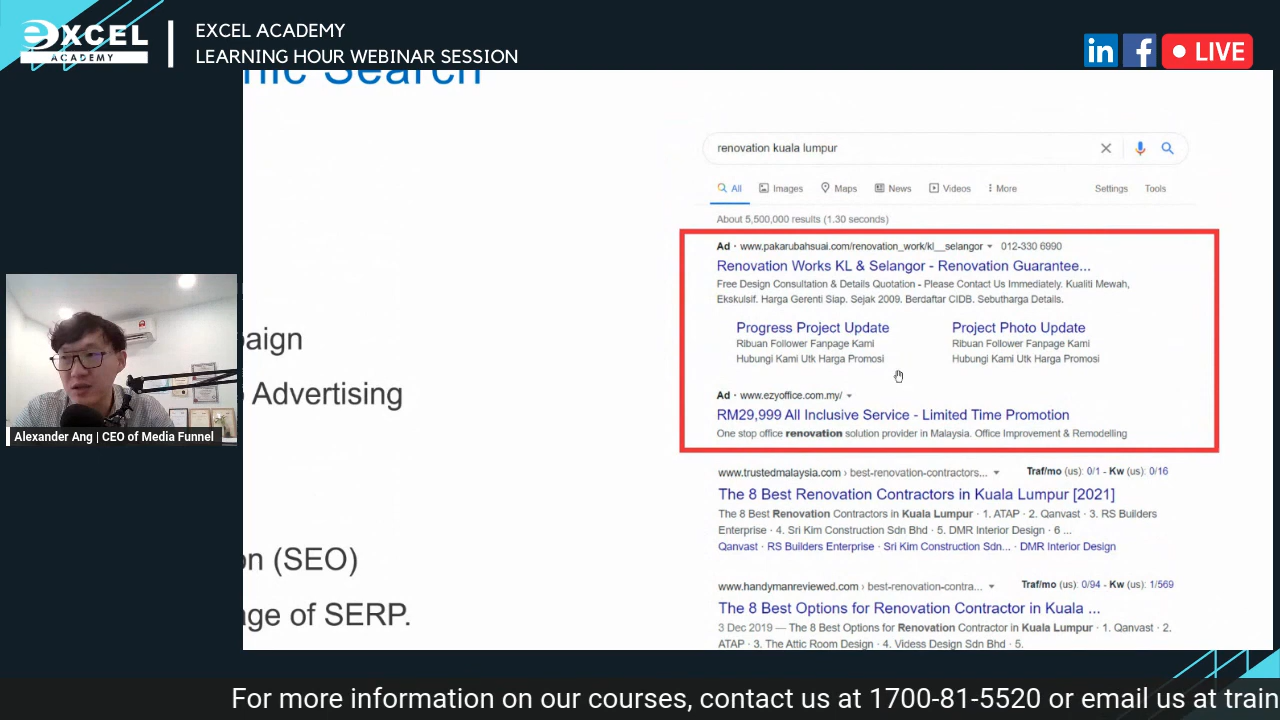 eXCEL
ACADEMY
EXCEL ACADEMY
LEARNING HOUR WEBINAR SESSION
in
f
LIVE
Search
renovation kuala lumpur
All
Images
Maps
News
Videos
More
Settings
Tools
About 5,500,000 results (1.30 seconds)
Ad · www.pakarubahsuai.com/renovation_work/kl__selangor 012-330 6990
Renovation Works KL & Selangor - Renovation Guarantee...
Free Design Consultation & Details Quotation - Please Contact Us Immediately. Kualiti Mewah,
Ekskulsif. Harga Gerenti Siap. Sejak 2009. Berdaftar CIDB. Sebutharga Details.
Progress Project Update
Ribuan Follower Fanpage Kami
Hubungi Kami Utk Harga Promosi
Project Photo Update
Ribuan Follower Fanpage Kami
Hubungi Kami Utk Harga Promosi
Ad · www.ezyoffice.com.my/
RM29,999 All Inclusive Service - Limited Time Promotion
One stop office renovation solution provider in Malaysia. Office Improvement & Remodelling
www.trustedmalaysia.com › best-renovation-contractors... Traf/mo (us): 0/1 - Kw (us): 0/16
The 8 Best Renovation Contractors in Kuala Lumpur [2021]
The 8 Best Renovation Contractors in Kuala Lumpur · 1. ATAP · 2. Qanvast · 3. RS Builders
Enterprise · 4. Sri Kim Construction Sdn Bhd · 5. DMR Interior Design · 6 ...
Qanvast · RS Builders Enterprise · Sri Kim Construction Sdn... · DMR Interior Design
www.handymanreviewed.com › best-renovation-contra... Traf/mo (us): 0/94 - Kw (us): 1/569
The 8 Best Options for Renovation Contractor in Kuala ...
3 Dec 2019 — The 8 Best Options for Renovation Contractor in Kuala Lumpur · 1. Qanvast · 2.
ATAP · 3. The Attic Room Design · 4. Videss Design Sdn Bhd · 5.
aign
Advertising
on (SEO)
age of SERP.
Alexander Ang | CEO of Media Funnel
For more information on our courses, contact us at 1700-81-5520 or email us at train